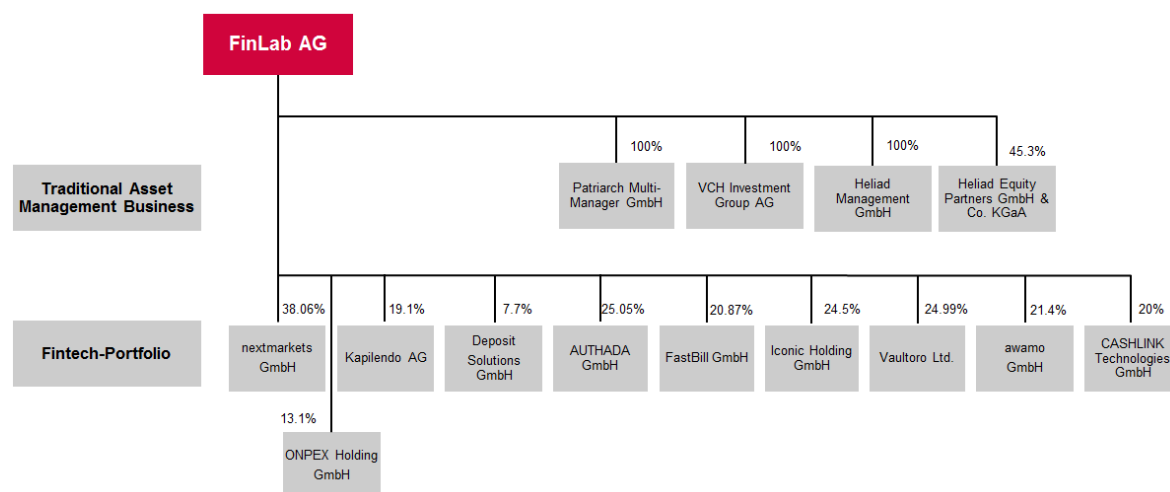 FinLab AG
100%
100%
100%
45.3%
Traditional Asset
Management Business
Patriarch Multi-
Manager GmbH
VCH Investment
Group AG
Heliad
Management
GmbH
Heliad Equity
Partners GmbH &
Co. KGaA
38.06%
19.1%
7.7%
25.05%
20.87%
24.5%
24.99%
21.4%
20%
Fintech-Portfolio
nextmarkets
GmbH
Kapilendo AG
Deposit
Solutions
GmbH
AUTHADA
GmbH
FastBill GmbH
Iconic Holding
GmbH
Vaultoro Ltd.
awamo
GmbH
CASHLINK
Technologies
GmbH
13.1%
ONPEX Holding
GmbH